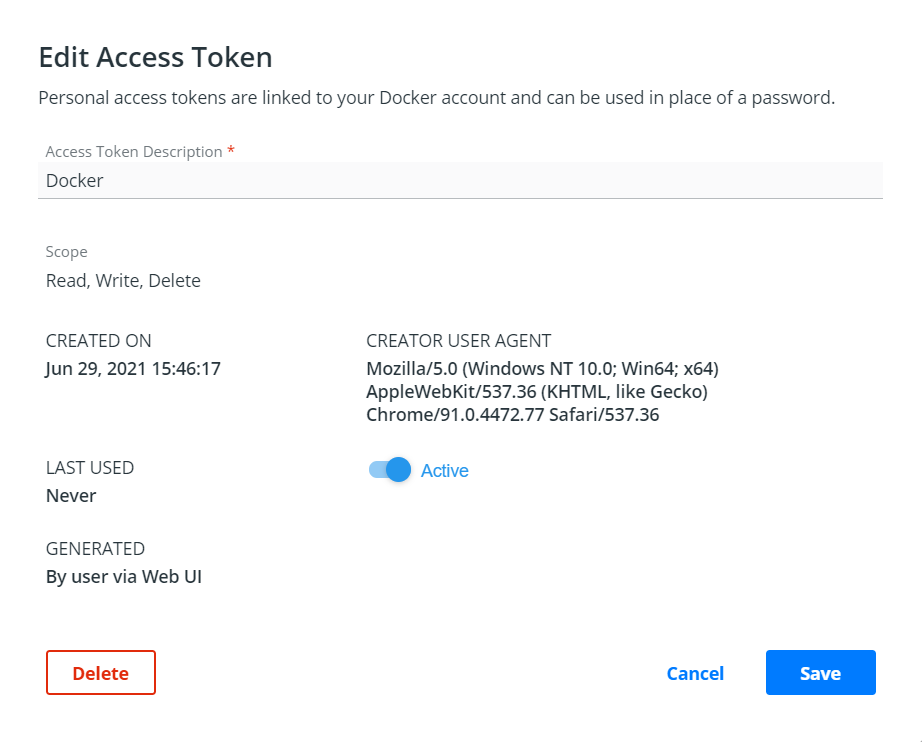 Edit Access Token
Personal access tokens are linked to your Docker account and can be used in place of a password.
Access Token Description *
Docker
Scope
Read, Write, Delete
CREATED ON
Jun 29, 2021 15:46:17
CREATOR USER AGENT
Mozilla/5.0 (Windows NT 10.0; Win64; x64)
AppleWebKit/537.36 (KHTML, like Gecko)
Chrome/91.0.4472.77 Safari/537.36
LAST USED
Never
Active
GENERATED
By user via Web UI
Delete
Cancel
Save